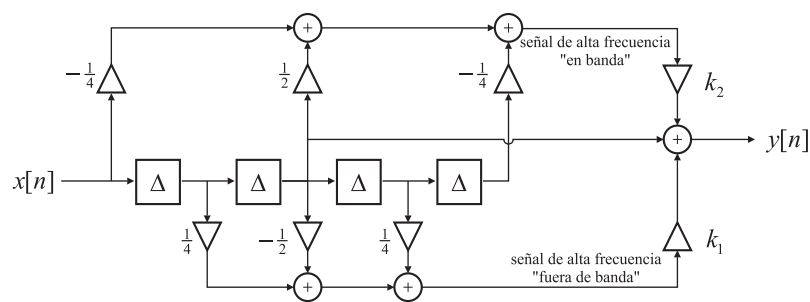 señal de alta frecuencia
"en banda"
+
+
-1/4
1/2
-1/4
k₂
x[n]
Δ
Δ
Δ
Δ
+
y[n]
1/4
-1/2
1/4
k₁
señal de alta frecuencia
"fuera de banda"
+
+